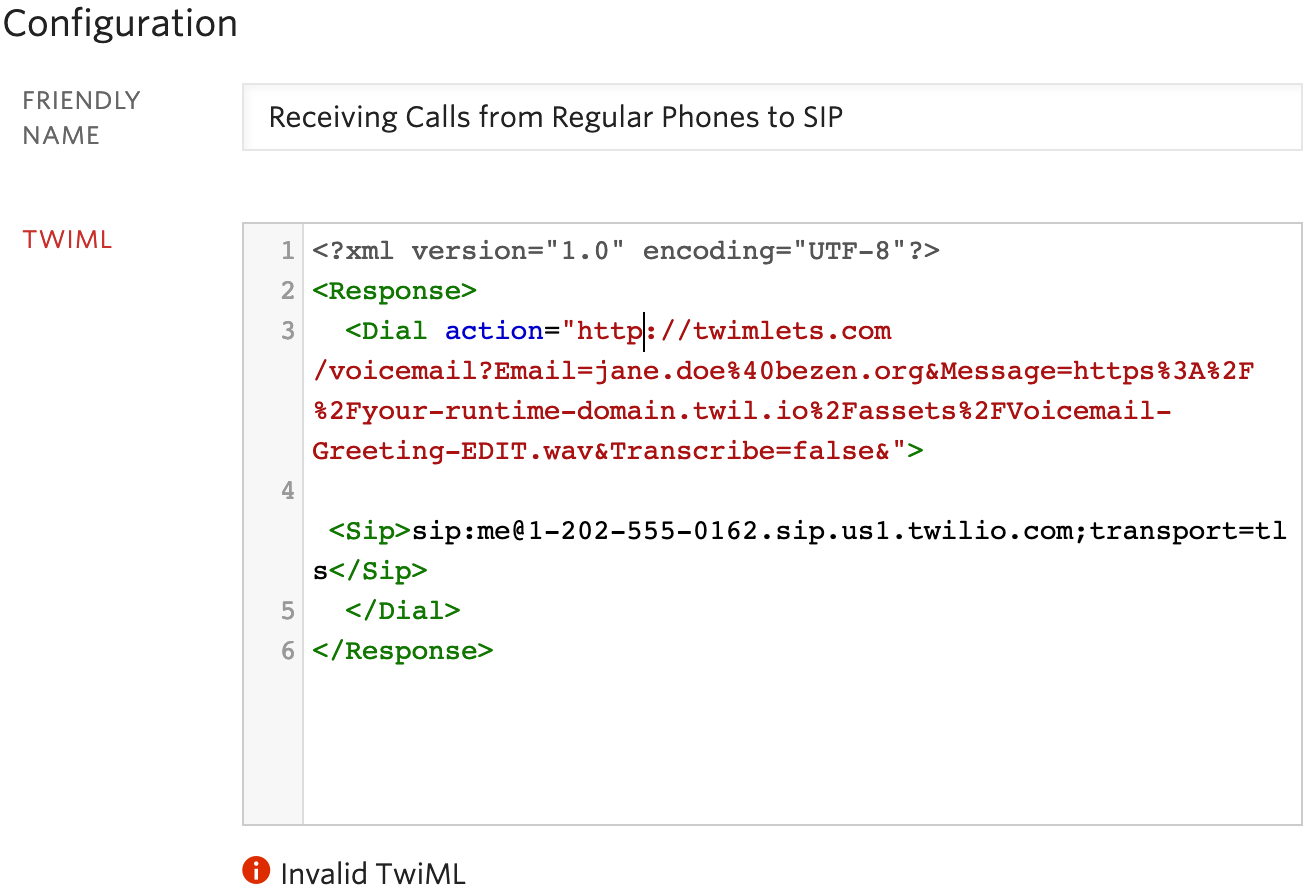 Configuration
FRIENDLY
NAME
Receiving Calls from Regular Phones to SIP
TWIML
1 <?xml version="1.0" encoding="UTF-8"?>
2 <Response>
3   <Dial action="http://twimlets.com
/voicemail?Email=jane.doe%40bezen.org&Message=https%3A%2F
%2Fyour-runtime-domain.twil.io%2Fassets%2FVoicemail-
Greeting-EDIT.wav&Transcribe=false&">
4
<Sip>sip:me@1-202-555-0162.sip.us1.twilio.com;transport=tl
s</Sip>
5   </Dial>
6 </Response>
Invalid TwiML